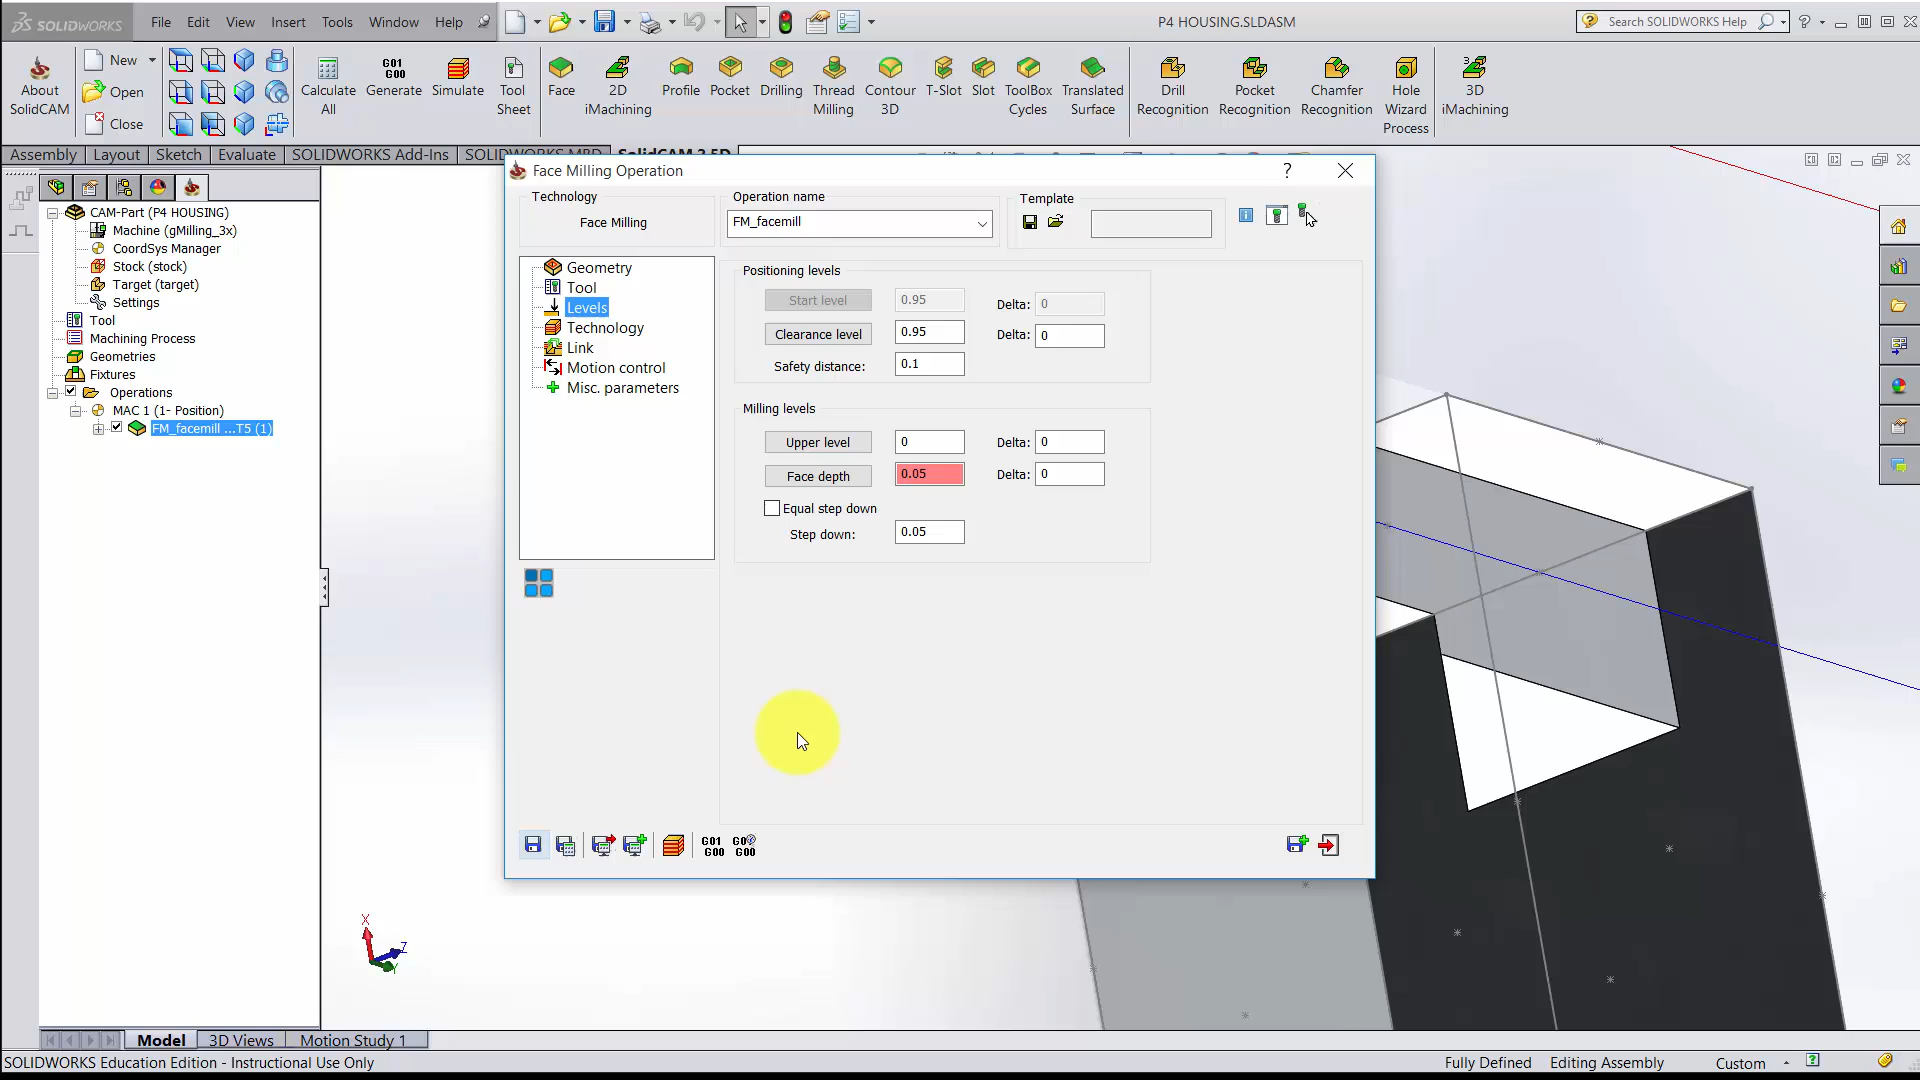 SOLIDWORKS File Edit View Insert Tools Window Help P4 HOUSING.SLDASM Search SOLIDWORKS Help
About SolidCAM
New
Open
Close
Calculate All
G01 G00
Generate
Simulate
Tool Sheet
Face
2D iMachining
Profile
Pocket
Drilling
Thread Milling
Contour 3D
T-Slot
Slot
ToolBox Cycles
Translated Surface
Drill Recognition
Pocket Recognition
Chamfer Recognition
Hole Wizard Process
3D iMachining
Assembly Layout Sketch Evaluate SOLIDWORKS Add-Ins SOLIDWORKS MBD SolidCAM 2.5D
CAM-Part (P4 HOUSING)
Machine (gMilling_3x)
CoordSys Manager
Stock (stock)
Target (target)
Settings
Tool
Machining Process
Geometries
Fixtures
Operations
MAC 1 (1- Position)
FM_facemill ...T5 (1)
Face Milling Operation ?
Technology
Face Milling
Operation name
FM_facemill
Template
Geometry
Tool
Levels
Technology
Link
Motion control
Misc. parameters
Positioning levels
Start level 0.95 Delta: 0
Clearance level 0.95 Delta: 0
Safety distance: 0.1
Milling levels
Upper level 0 Delta: 0
Face depth 0.05 Delta: 0
Equal step down
Step down: 0.05
G01 G00
G0 G00
X
Z
Y
Model 3D Views Motion Study 1
SOLIDWORKS Education Edition - Instructional Use Only Fully Defined Editing Assembly Custom